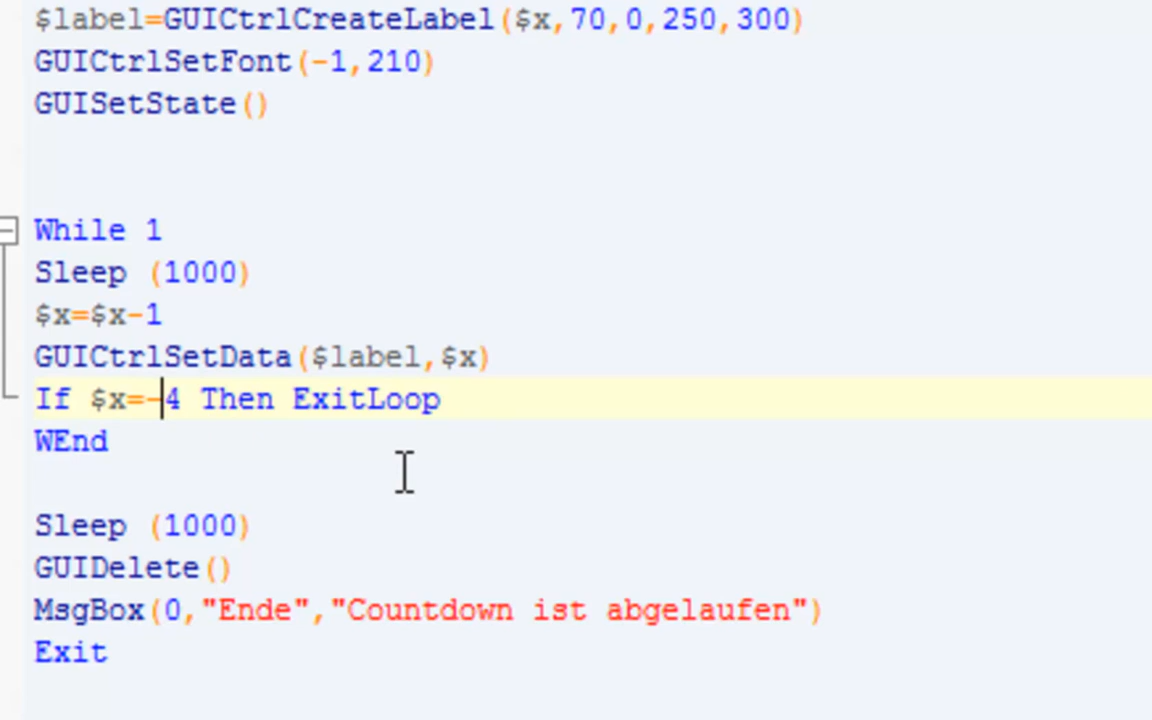 $label=GUICtrlCreateLabel($x,70,0,250,300)
GUICtrlSetFont(-1,210)
GUISetState()
While 1
Sleep (1000)
$x=$x-1
GUICtrlSetData($label,$x)
If $x=-4 Then ExitLoop
WEnd
Sleep (1000)
GUIDelete()
MsgBox(0,"Ende","Countdown ist abgelaufen")
Exit